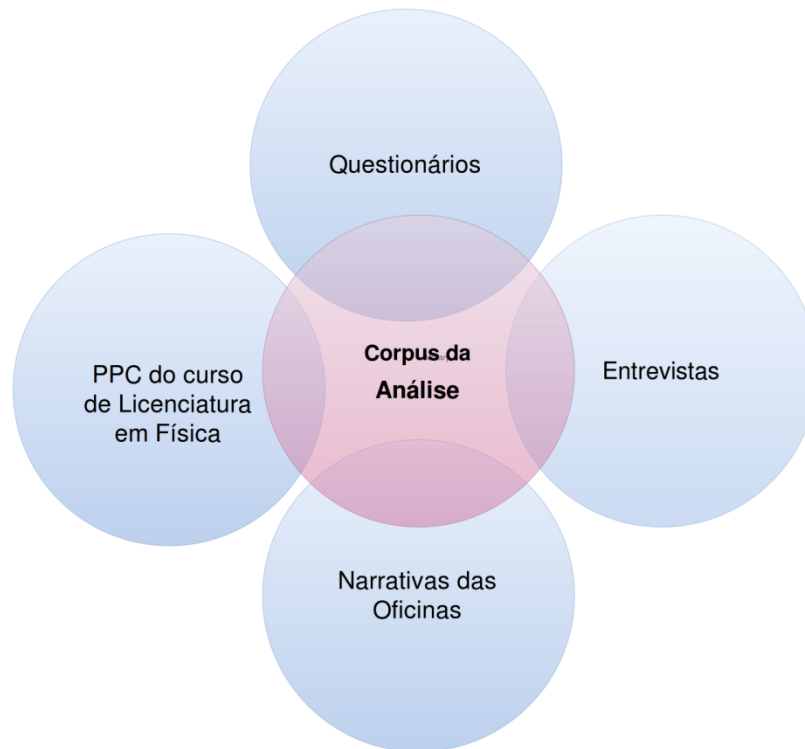 Questionários
Corpus da
Análise
PPC do curso
de Licenciatura
em Física
Entrevistas
Narrativas das
Oficinas